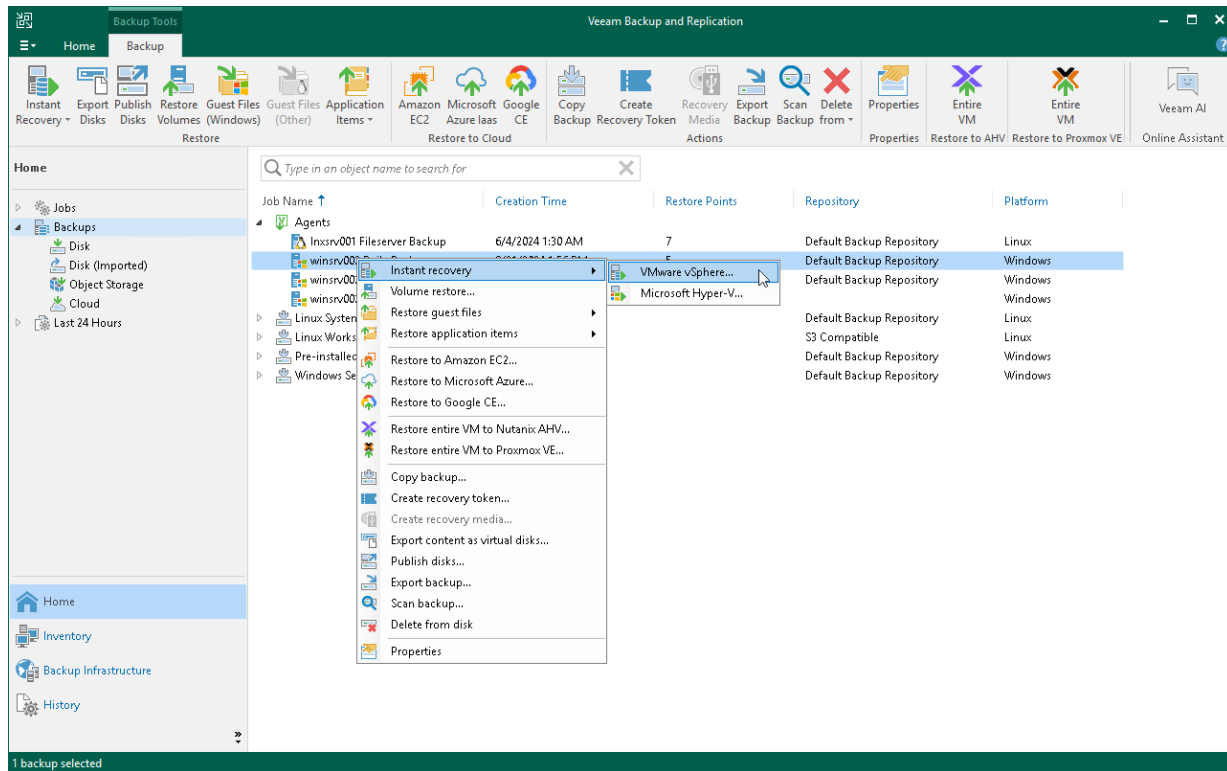 Backup Tools
Veeam Backup and Replication
Home Backup
Instant Recovery
Export Disks
Publish Disks
Restore Volumes
Guest Files (Windows)
Guest Files (Other)
Application Items
Amazon EC2
Microsoft Azure Iaas
Google CE
Copy Backup
Create Recovery Token
Recovery Media
Export Backup
Scan Backup
Delete from
Properties
Entire VM
Entire VM
Veeam AI
Restore
Restore to Cloud
Actions
Properties
Restore to AHV
Restore to Proxmox VE
Online Assistant
Home
Type in an object name to search for
Jobs
Backups
Disk
Disk (Imported)
Object Storage
Cloud
Last 24 Hours
Job Name Creation Time Restore Points Repository Platform
Agents
lnxsrv001 Fileserver Backup 6/4/2024 1:30 AM 7 Default Backup Repository Linux
Default Backup Repository Windows
Default Backup Repository Windows
Windows
Linux Default Backup Repository Linux
Linux S3 Compatible Linux
Pre-installed Default Backup Repository Windows
Windows Default Backup Repository Windows
Instant recovery
Volume restore...
Restore guest files
Restore application items
Restore to Amazon EC2...
Restore to Microsoft Azure...
Restore to Google CE...
Restore entire VM to Nutanix AHV...
Restore entire VM to Proxmox VE...
Copy backup...
Create recovery token...
Create recovery media...
Export content as virtual disks...
Publish disks...
Export backup...
Scan backup...
Delete from disk
Properties
VMware vSphere...
Microsoft Hyper-V...
Home
Inventory
Backup Infrastructure
History
1 backup selected